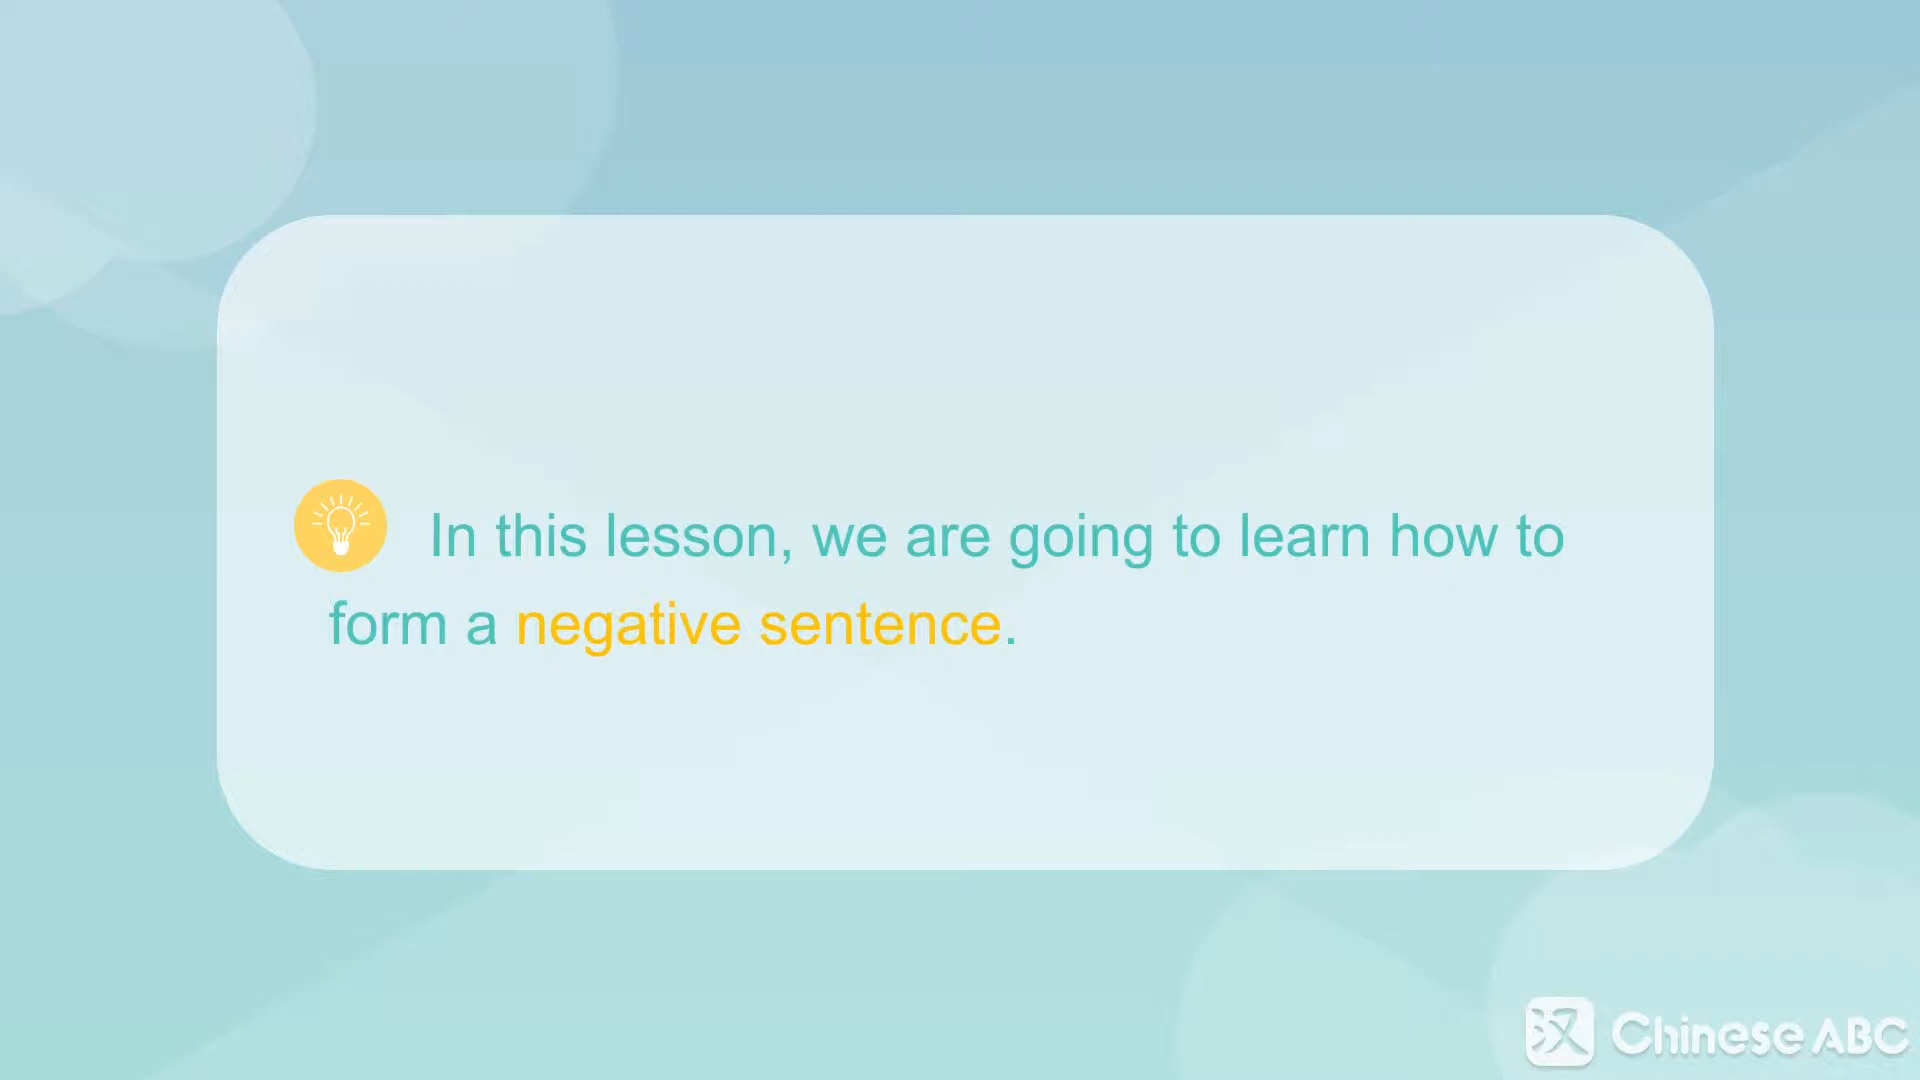 In this lesson, we are going to learn how to
form a negative sentence.
汉 Chinese ABC